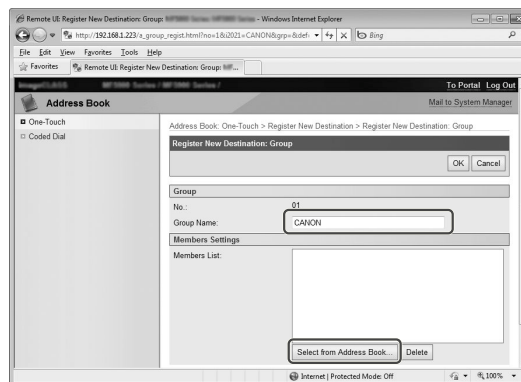 Remote UI: Register New Destination: Group: - Windows Internet Explorer
http://192.168.1.223/a_group_regist.html?no=1&i2021=CANON&grp=&defr Bing
File Edit View Favorites Tools Help
Favorites Remote UI: Register New Destination: Group: ...
To Portal Log Out
Address Book Mail to System Manager
One-Touch
Coded Dial
Address Book: One-Touch > Register New Destination > Register New Destination: Group
Register New Destination: Group
OK Cancel
Group
No.: 01
Group Name: CANON
Members Settings
Members List:
Select from Address Book... Delete
Internet | Protected Mode: Off 100%